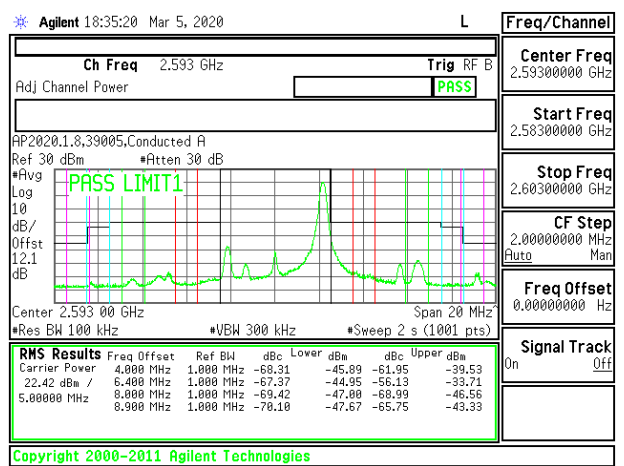 Agilent 18:35:20 Mar 5, 2020 L
Freq/Channel
Ch Freq 2.593 GHz Trig RF B
Adj Channel Power PASS
AP2020.1.8,39005,Conducted A
Ref 30 dBm #Atten 30 dB
#Avg
Log
10
dB/
Offst
12.1
dB
PASS LIMIT1
Center 2.593 00 GHz Span 20 MHz^
#Res BW 100 kHz #VBW 300 kHz #Sweep 2 s (1001 pts)
RMS Results Freq Offset Ref BW dBc Lower dBm dBc Upper dBm
Carrier Power 4.000 MHz 1.000 MHz -68.31 -45.89 -61.95 -39.53
22.42 dBm / 6.400 MHz 1.000 MHz -67.37 -44.95 -56.13 -33.71
5.00000 MHz 8.000 MHz 1.000 MHz -69.42 -47.00 -68.99 -46.56
8.900 MHz 1.000 MHz -70.10 -47.67 -65.75 -43.33
Copyright 2000-2011 Agilent Technologies
Center Freq
2.59300000 GHz
Start Freq
2.58300000 GHz
Stop Freq
2.60300000 GHz
CF Step
2.00000000 MHz
Auto Man
Freq Offset
0.00000000 Hz
Signal Track
On Off